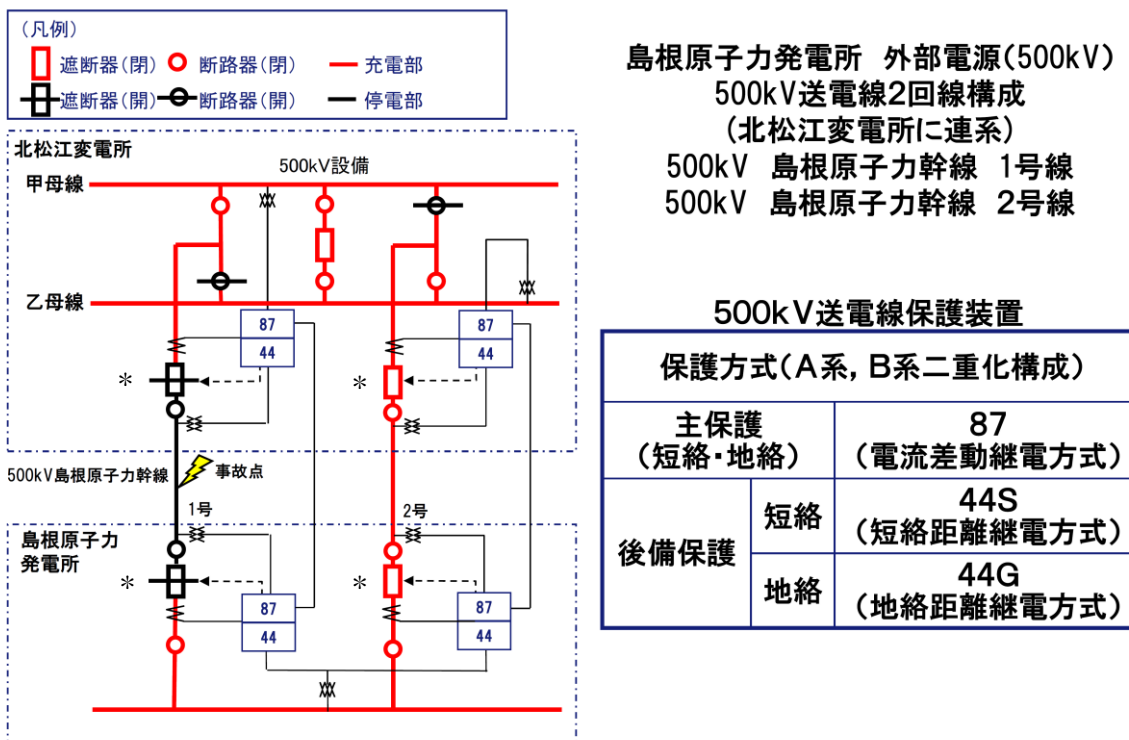 (凡例)
遮断器(閉) 断路器(閉) 充電部
遮断器(開) 断路器(開) 停電部
北松江変電所
500kV設備
甲母線
乙母線
87
44
87
44
*
*
500kV島根原子力幹線
事故点
1号
2号
島根原子力
発電所
*
*
87
44
87
44
島根原子力発電所 外部電源(500kV)
500kV送電線2回線構成
(北松江変電所に連系)
500kV 島根原子力幹線 1号線
500kV 島根原子力幹線 2号線
500kV送電線保護装置
保護方式(A系,B系二重化構成)
主保護
(短絡・地絡)
87
(電流差動継電方式)
後備保護
短絡
44S
(短絡距離継電方式)
地絡
44G
(地絡距離継電方式)